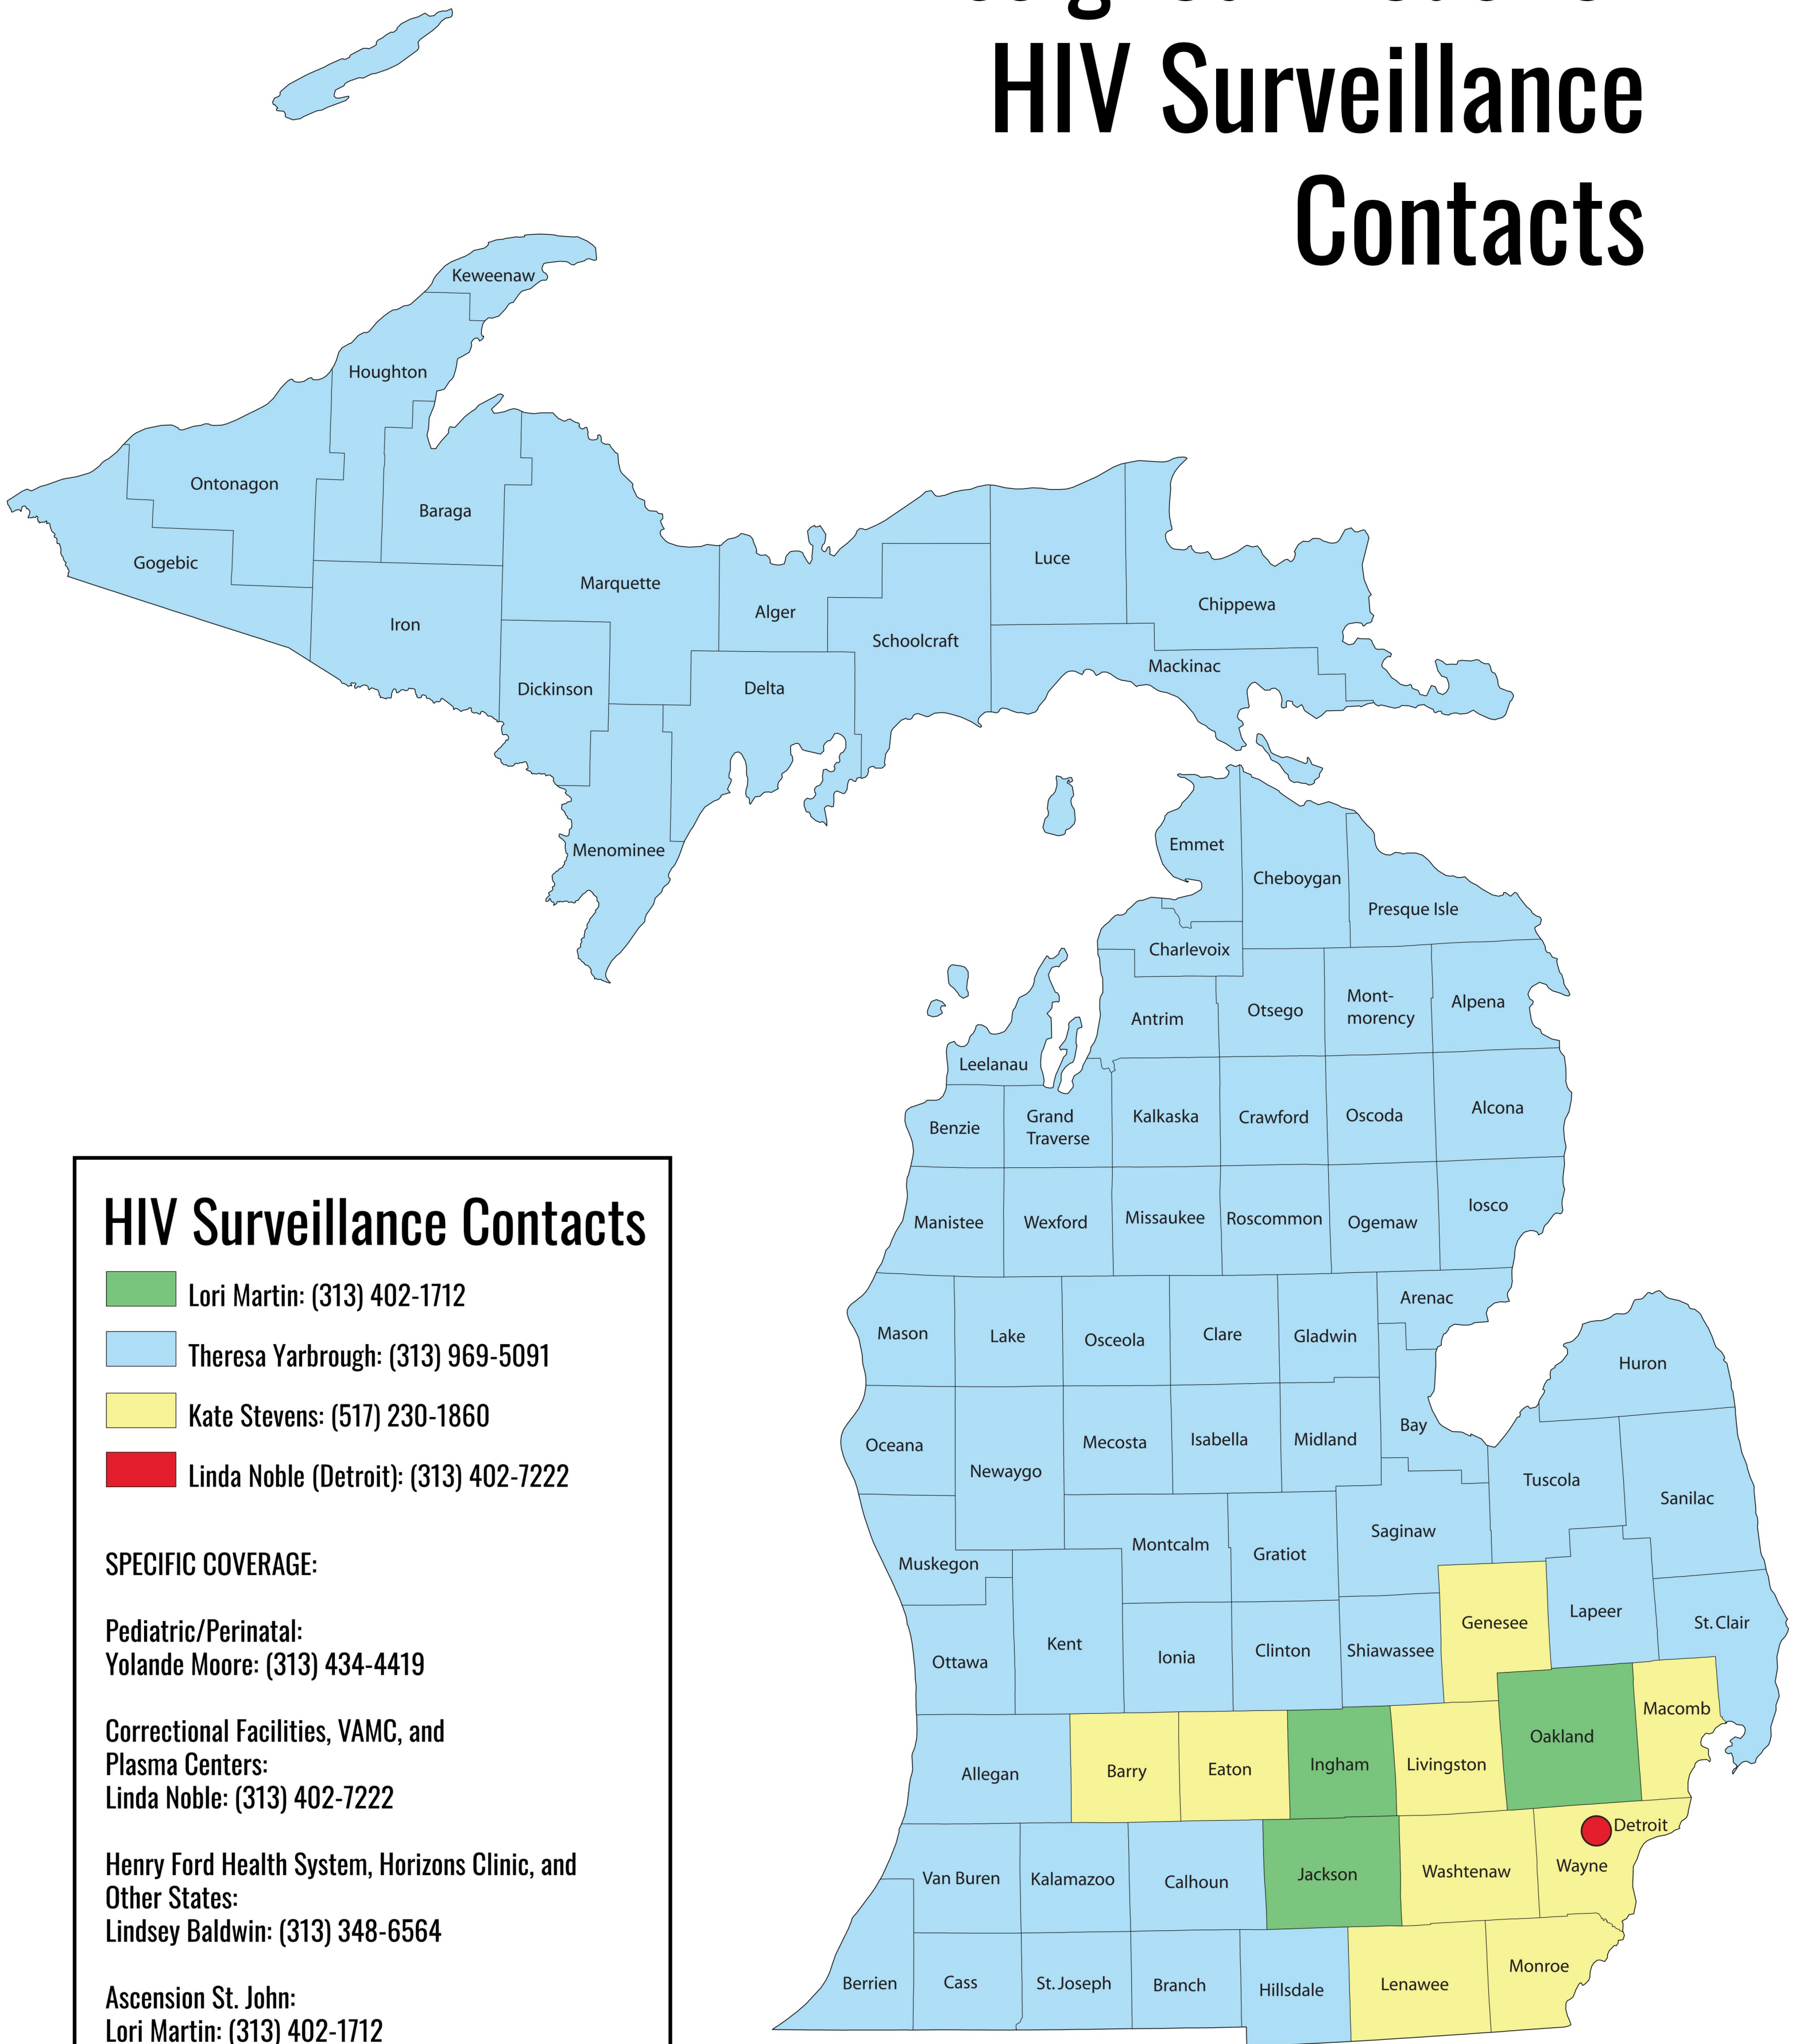 HIV Surveillance
Contacts
Keweenaw
Houghton
Ontonagon
Baraga
Gogebic
Marquette
Luce
Alger
Chippewa
Iron
Schoolcraft
Mackinac
Dickinson
Delta
Menominee
Emmet
Cheboygan
Presque Isle
Charlevoix
Antrim
Otsego
Mont-
morency
Alpena
Leelanau
Benzie
Grand
Traverse
Kalkaska
Crawford
Oscoda
Alcona
Manistee
Wexford
Missaukee
Roscommon
Ogemaw
Iosco
Arenac
Mason
Lake
Osceola
Clare
Gladwin
Huron
Oceana
Newaygo
Mecosta
Isabella
Midland
Bay
Tuscola
Sanilac
Muskegon
Montcalm
Gratiot
Saginaw
Genesee
Lapeer
St. Clair
Ottawa
Kent
Ionia
Clinton
Shiawassee
Macomb
Allegan
Barry
Eaton
Ingham
Livingston
Oakland
Detroit
Van Buren
Kalamazoo
Calhoun
Jackson
Washtenaw
Wayne
Berrien
Cass
St. Joseph
Branch
Hillsdale
Lenawee
Monroe
HIV Surveillance Contacts
Lori Martin: (313) 402-1712
Theresa Yarbrough: (313) 969-5091
Kate Stevens: (517) 230-1860
Linda Noble (Detroit): (313) 402-7222
SPECIFIC COVERAGE:
Pediatric/Perinatal:
Yolande Moore: (313) 434-4419
Correctional Facilities, VAMC, and
Plasma Centers:
Linda Noble: (313) 402-7222
Henry Ford Health System, Horizons Clinic, and
Other States:
Lindsey Baldwin: (313) 348-6564
Ascension St. John:
Lori Martin: (313) 402-1712